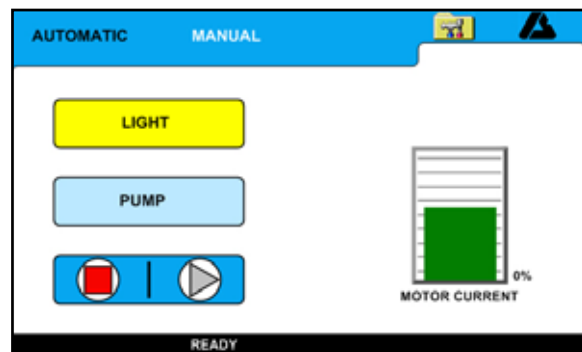 AUTOMATIC MANUAL
LIGHT
PUMP
0%
MOTOR CURRENT
READY